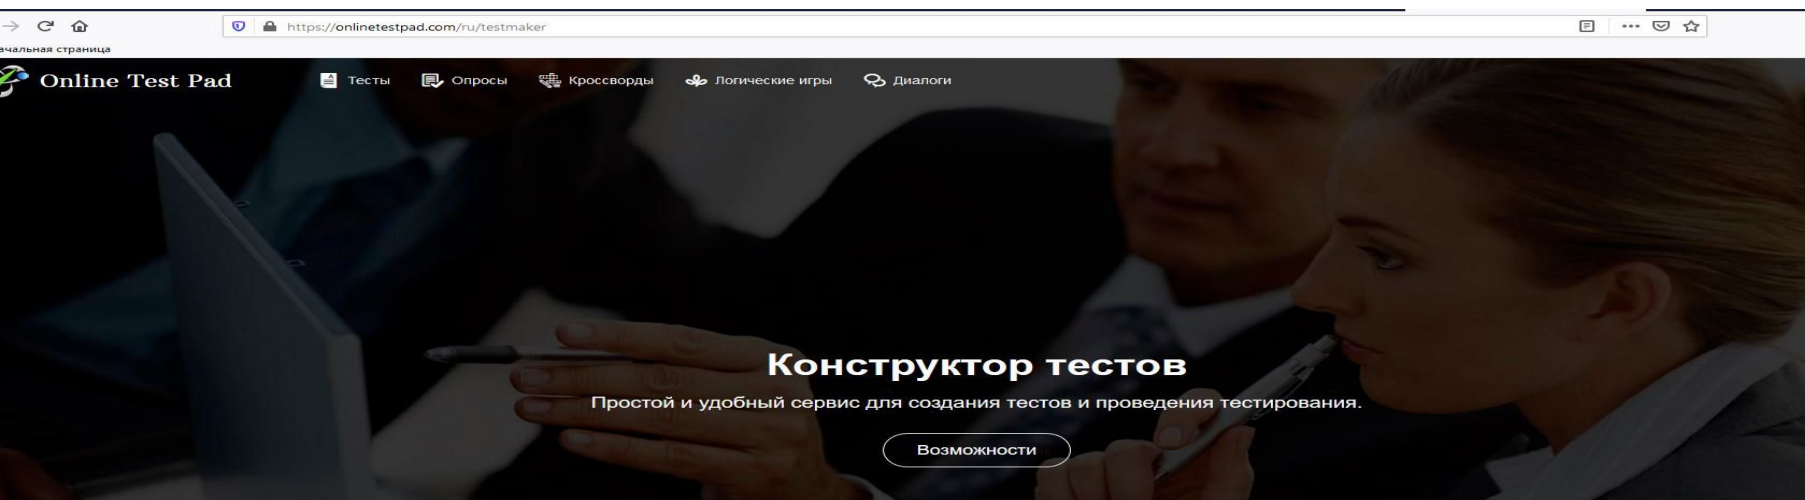 https://onlinetestpad.com/ru/testmaker
чальная страница
Online Test Pad Тесты Опросы Кроссворды Логические игры Диалоги
Конструктор тестов
Простой и удобный сервис для создания тестов и проведения тестирования.
Возможности